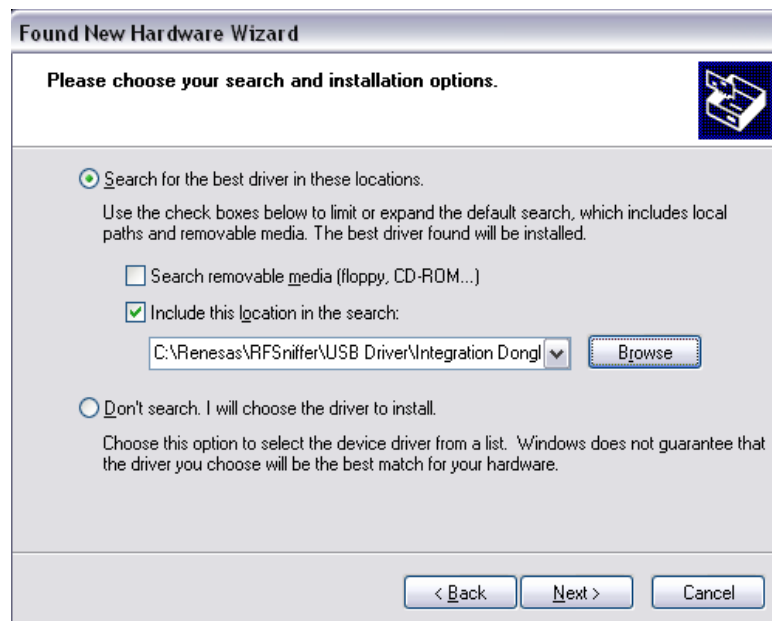 Found New Hardware Wizard
Please choose your search and installation options.
Search for the best driver in these locations.
Use the check boxes below to limit or expand the default search, which includes local
paths and removable media. The best driver found will be installed.
Search removable media (floppy, CD-ROM...)
Include this location in the search:
C:\Renesas\RFSniffer\USB Driver\Integration Dongl
Browse
Don't search. I will choose the driver to install.
Choose this option to select the device driver from a list. Windows does not guarantee that
the driver you choose will be the best match for your hardware.
< Back Next > Cancel